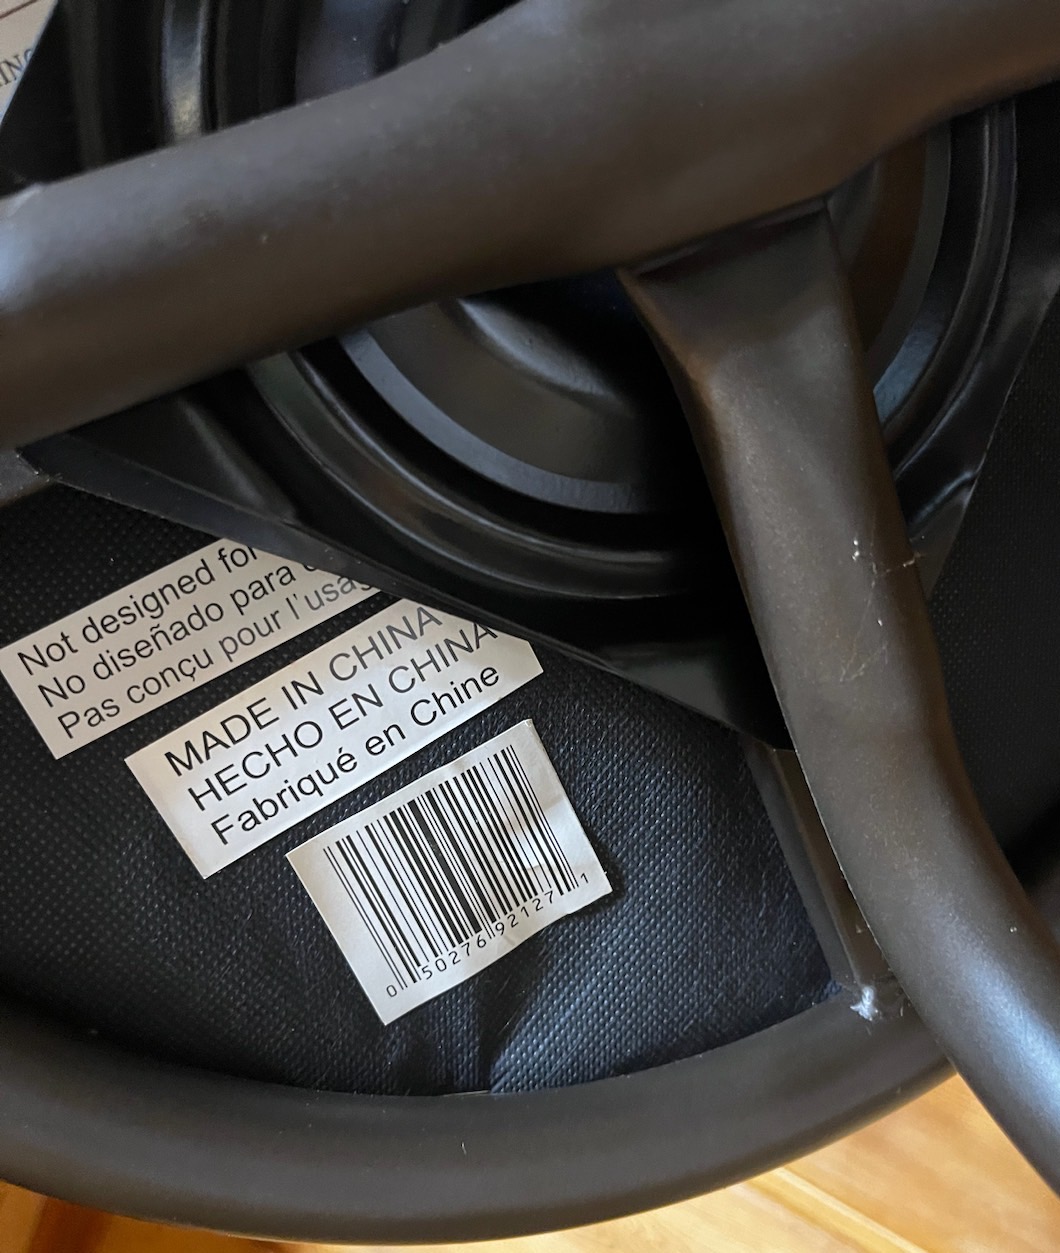 Not designed for
No diseñado para
Pas conçu pour l'usag
MADE IN CHINA
HECHO EN CHINA
Fabriqué en Chine
0 50276 92127 1